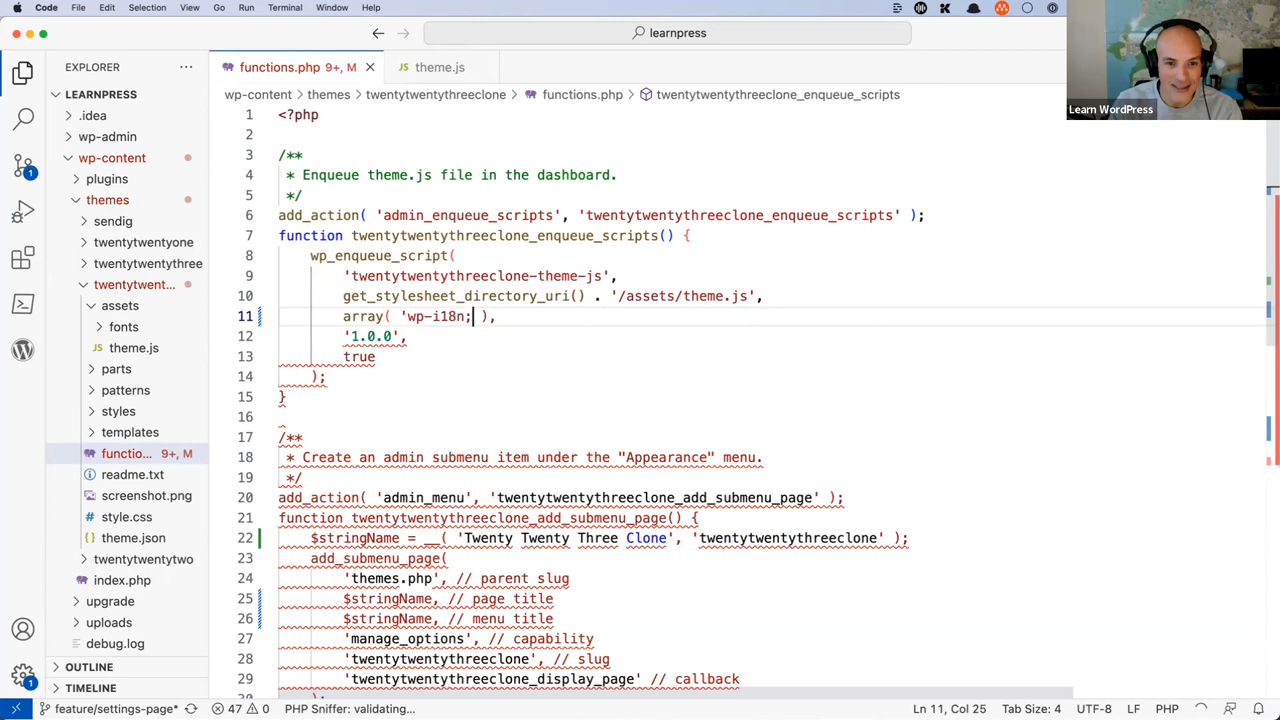 Code File Edit Selection View Go Run Terminal Window Help
learnpress
Learn WordPress
EXPLORER
functions.php 9+, M
theme.js
LEARNPRESS
wp-content > themes > twentytwentythreeclone > functions.php > twentytwentythreeclone_enqueue_scripts
.idea
wp-admin
wp-content
plugins
themes
sendig
twentytwentyone
twentytwentythree
twentytwent...
assets
fonts
theme.js
parts
patterns
styles
templates
functio... 9+, M
readme.txt
screenshot.png
style.css
theme.json
twentytwentytwo
index.php
upgrade
uploads
debug.log
OUTLINE
TIMELINE
1
1
1 <?php
2
3 /**
4 * Enqueue theme.js file in the dashboard.
5 */
6 add_action( 'admin_enqueue_scripts', 'twentytwentythreeclone_enqueue_scripts' );
7 function twentytwentythreeclone_enqueue_scripts() {
8 wp_enqueue_script(
9 'twentytwentythreeclone-theme-js',
10 get_stylesheet_directory_uri() . '/assets/theme.js',
11 array( 'wp-i18n; ),
12 '1.0.0',
13 true
14 );
15 }
16
17 /**
18 * Create an admin submenu item under the "Appearance" menu.
19 */
20 add_action( 'admin_menu', 'twentytwentythreeclone_add_submenu_page' );
21 function twentytwentythreeclone_add_submenu_page() {
22 $stringName = __( 'Twenty Twenty Three Clone', 'twentytwentythreeclone' );
23 add_submenu_page(
24 'themes.php', // parent slug
25 $stringName, // page title
26 $stringName, // menu title
27 'manage_options', // capability
28 'twentytwentythreeclone', // slug
29 'twentytwentythreeclone_display_page' // callback
30 );
feature/settings-page* 47 0 PHP Sniffer: validating... Ln 11, Col 25 Tab Size: 4 UTF-8 LF PHP